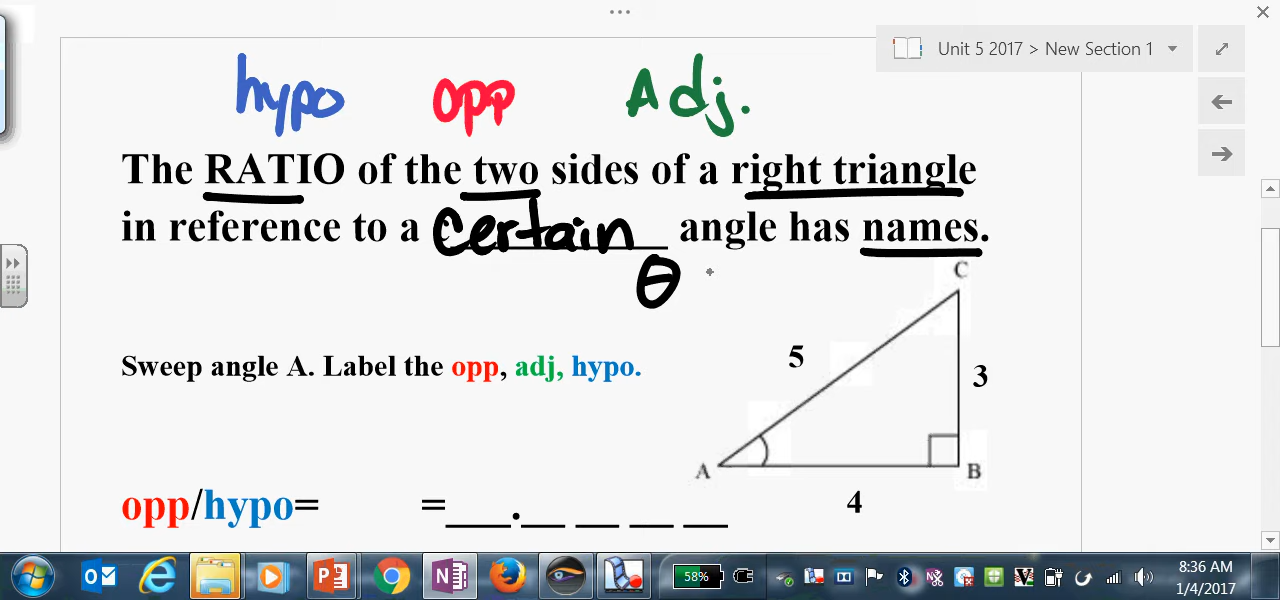 Unit 5 2017 > New Section 1
hypo opp Adj.
The RATIO of the two sides of a right triangle
in reference to a certain angle has names.
θ
C
Sweep angle A. Label the opp, adj, hypo.
5
3
A
B
4
opp/hypo= =___.__ __ __ __
58%
8:36 AM
1/4/2017